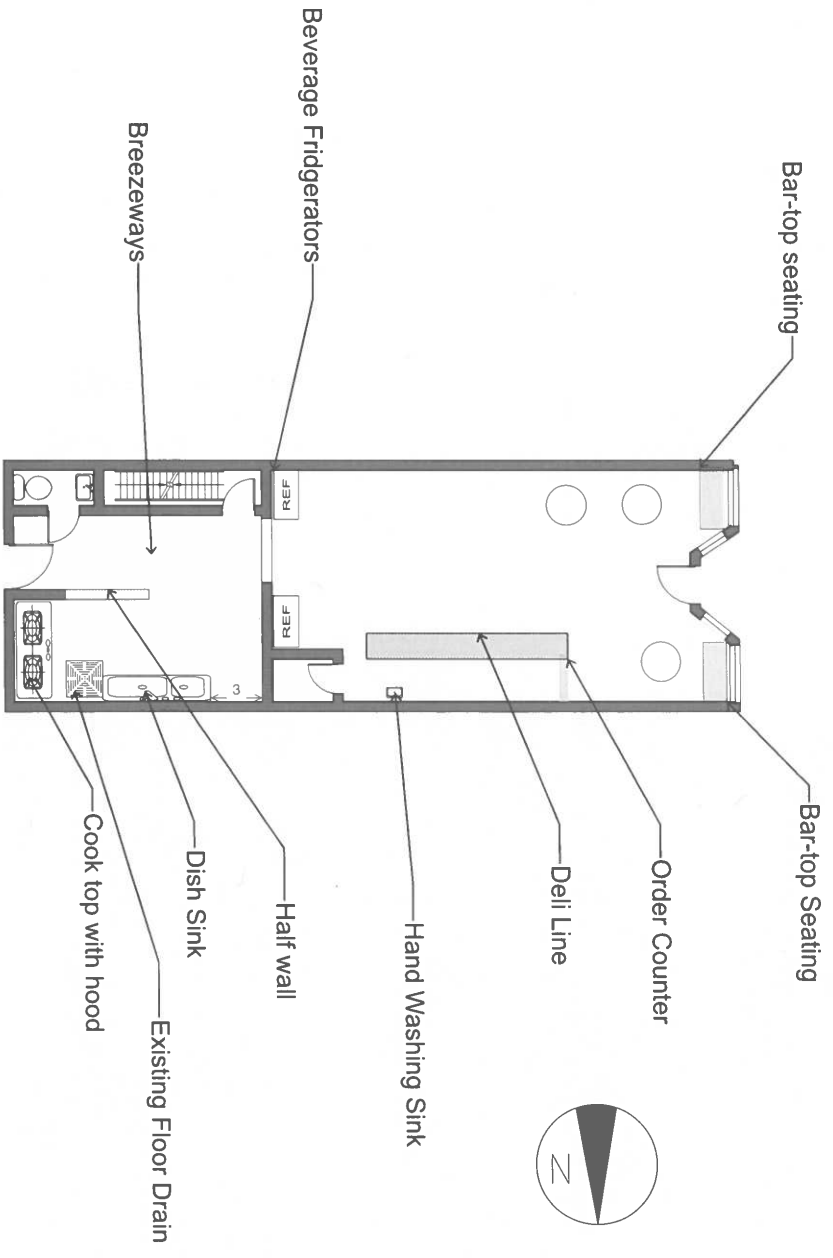 Beverage Fridgerators
Breezeways
Bar-top seating
REF
REF
3
Bar-top Seating
Order Counter
Deli Line
Hand Washing Sink
Half wall
Dish Sink
Existing Floor Drain
Cook top with hood
N